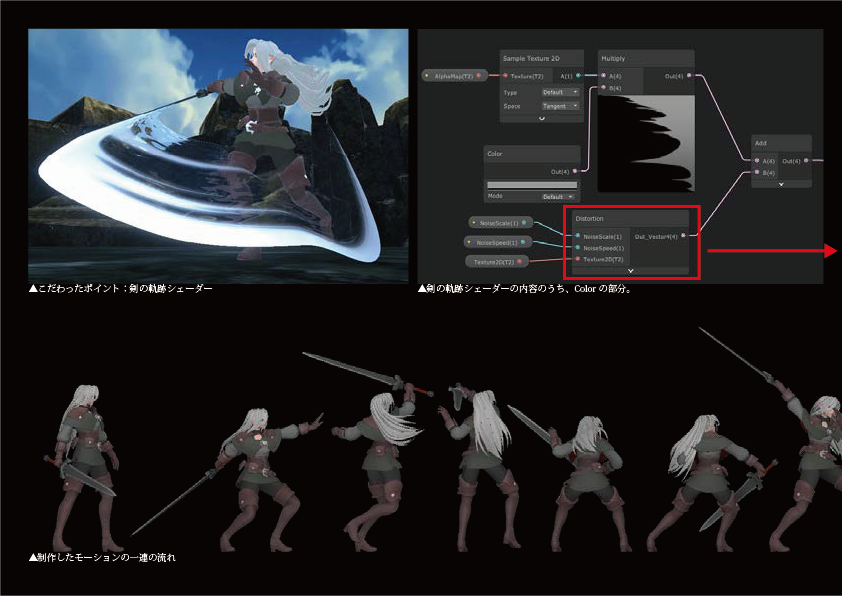 Sample Texture 2D
AlphaMap(T2)
Texture(T2)
A(1)
Type
Default
Space
Tangent
Multiply
A(4)
Out(4)
B(4)
Color
Out(4)
Mode
Default
Add
A(4)
Out(4)
B(4)
NoiseScale(1)
NoiseSpeed(1)
Texture2D(T2)
Distortion
NoiseScale(1)
Out_Vector4(4)
NoiseSpeed(1)
Texture2D(T2)
▲こだわったポイント：剣の軌跡シェーダー
▲剣の軌跡シェーダーの内容のうち、Color の部分。
▲制作したモーションの一連の流れ